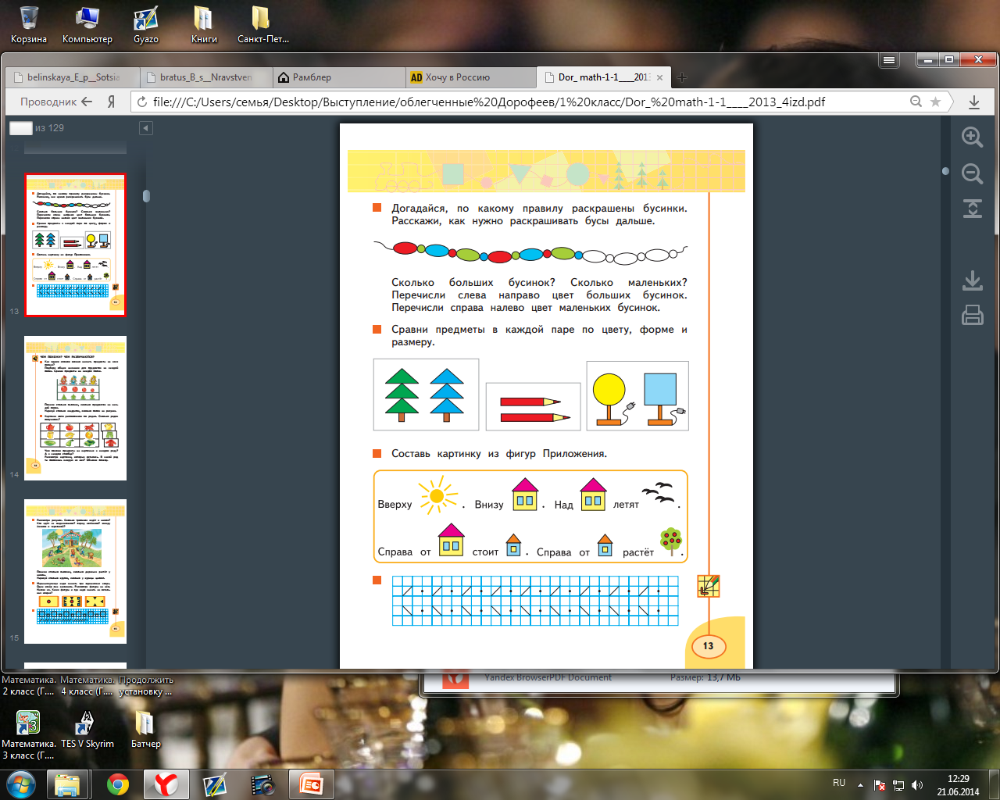 Корзина
Компьютер
Gyazo
Книги
Санкт-Пет...
belinskaya_E_p__Sotsia
bratus_B_s__Nravstven
Рамблер
Хочу в Россию
Dor_ math-1-1____2013
Проводник
file:///C:/Users/семья/Desktop/Выступление/облегченные%20Дорофеев/1%20класс/Dor_%20math-1-1____2013_4izd.pdf
из 129
13
14
15
Догадайся, по какому правилу раскрашены бусинки.
Расскажи, как нужно раскрашивать бусы дальше.
Сколько больших бусинок? Сколько маленьких?
Перечисли слева направо цвет больших бусинок.
Перечисли справа налево цвет маленьких бусинок.
Сравни предметы в каждой паре по цвету, форме и
размеру.
Составь картинку из фигур Приложения.
Вверху . Внизу . Над летят .
Справа от стоит . Справа от растёт .
13
Yandex BrowserPDF Document
Размер: 13,7 МБ
Математика.
2 класс (Г....
Математика.
4 класс (Г....
Продолжить
установку ...
Математика.
3 класс (Г....
TES V Skyrim
Батчер
RU
12:29
21.06.2014